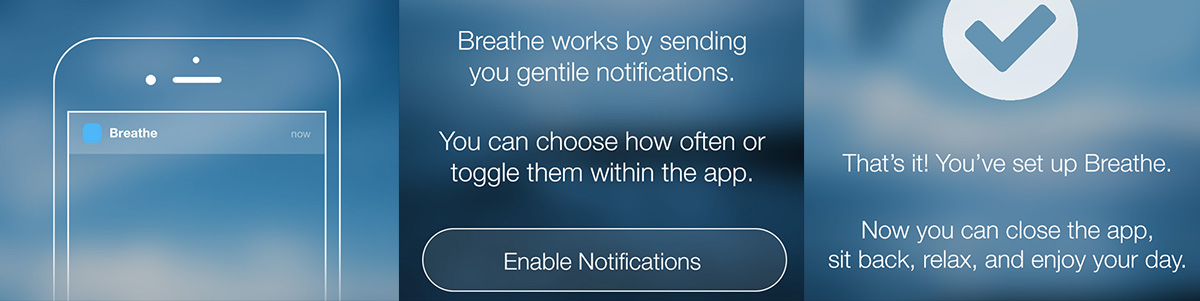 Breathe now
Breathe works by sending
you gentile notifications.
You can choose how often or
toggle them within the app.
Enable Notifications
That’s it! You’ve set up Breathe.
Now you can close the app,
sit back, relax, and enjoy your day.